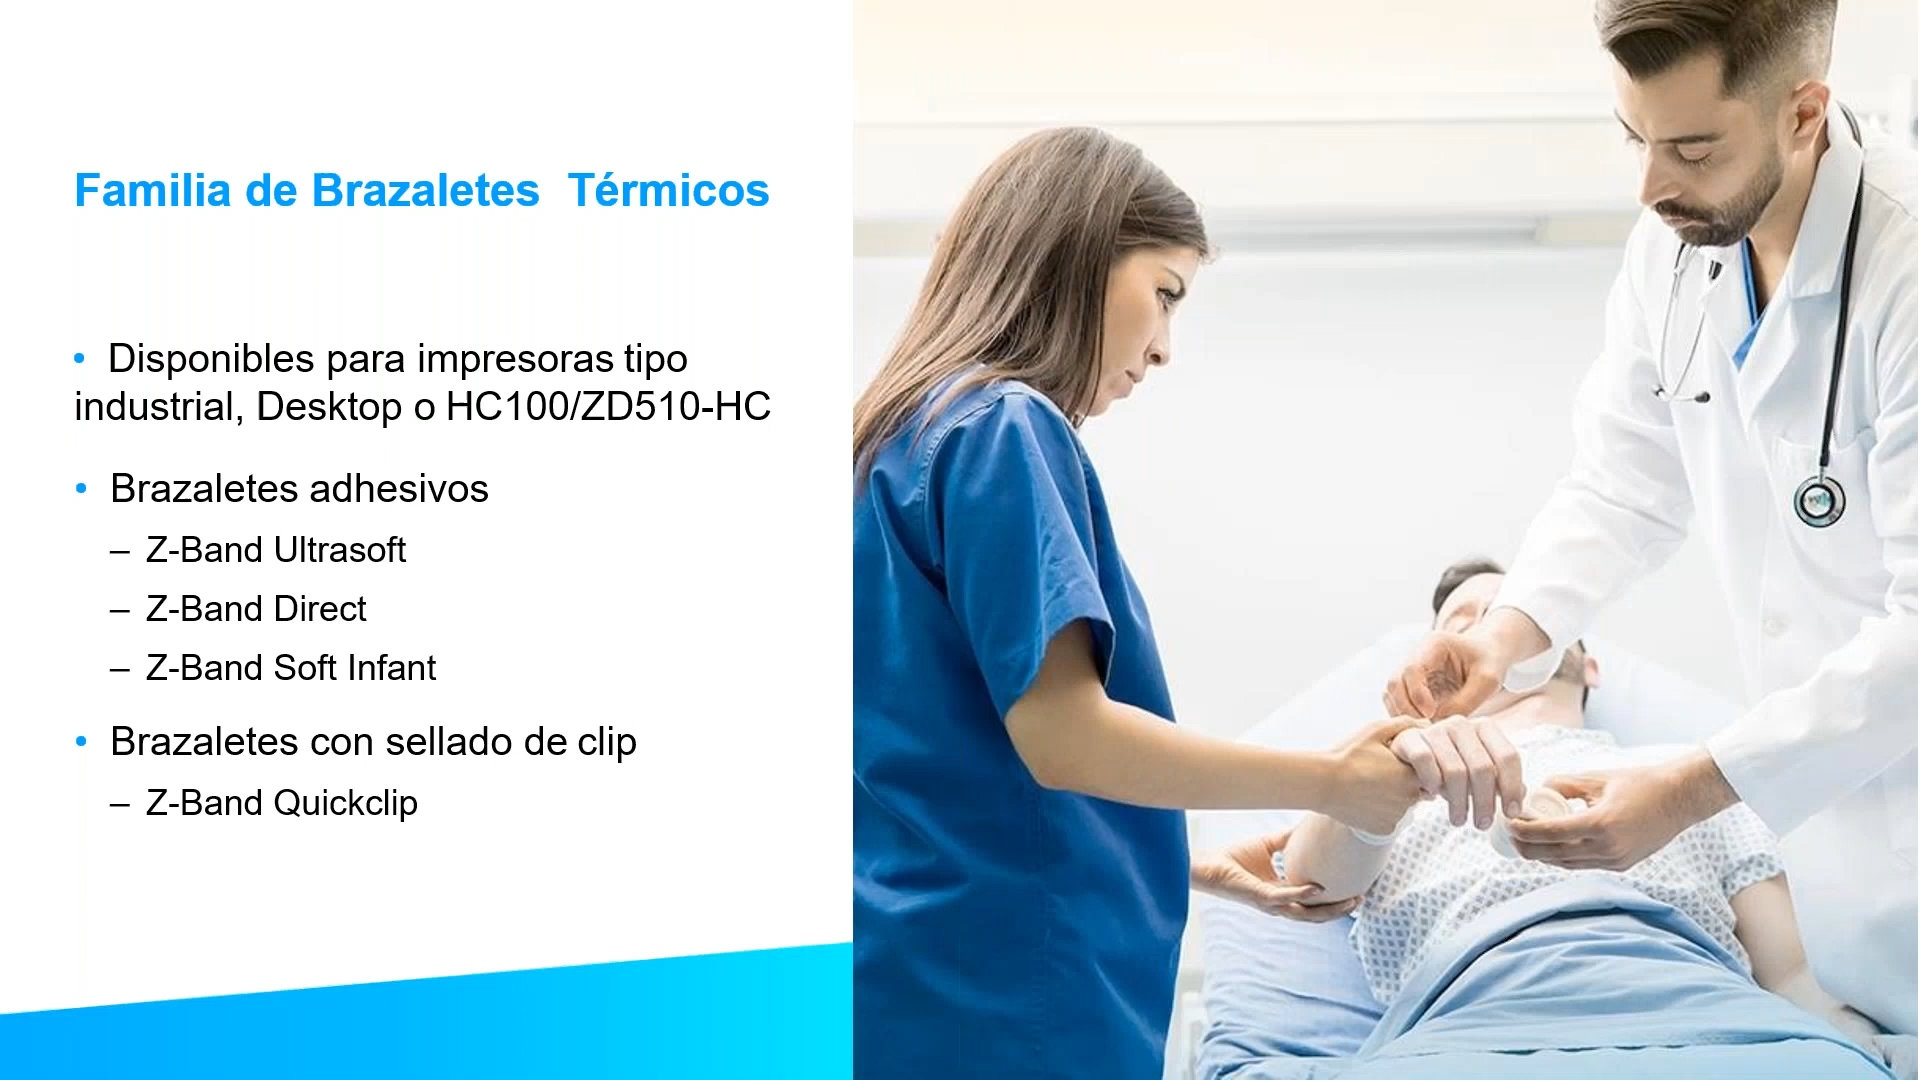 Familia de Brazaletes  Térmicos
• Disponibles para impresoras tipo
industrial, Desktop o HC100/ZD510-HC
• Brazaletes adhesivos
– Z-Band Ultrasoft
– Z-Band Direct
– Z-Band Soft Infant
• Brazaletes con sellado de clip
– Z-Band Quickclip